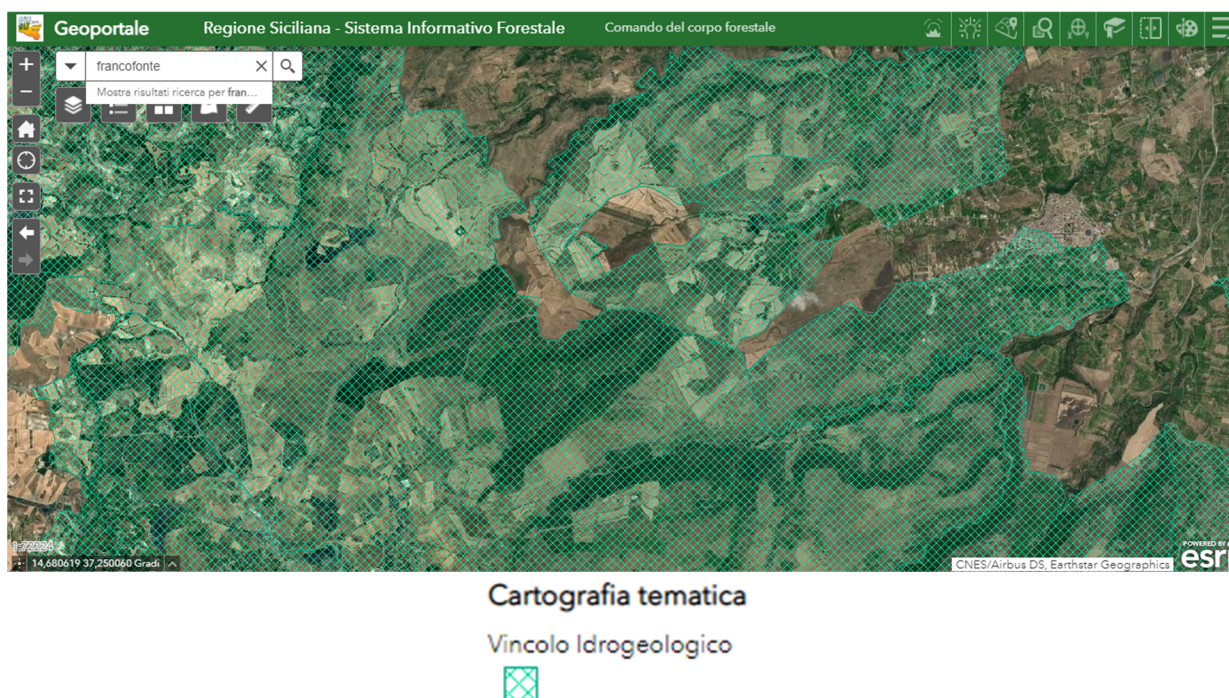 Geoportale Regione Siciliana - Sistema Informativo Forestale Comando del corpo forestale
francofonte
Mostra risultati ricerca per fran...
1:72224
14,680619 37,250060 Gradi
CNES/Airbus DS, Earthstar Geographics
POWERED BY
esri
Cartografia tematica
Vincolo Idrogeologico